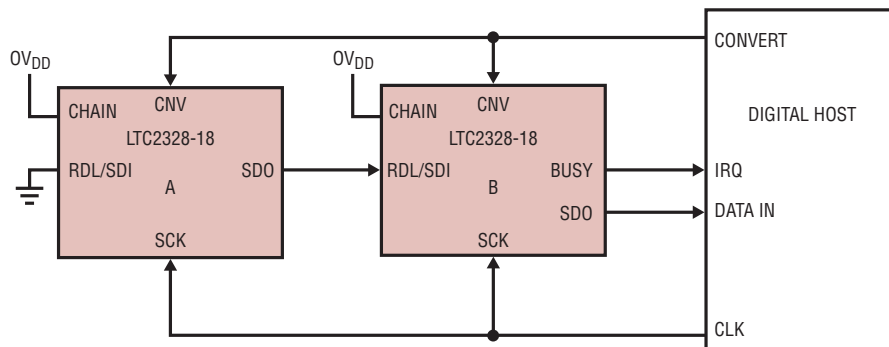 CONVERT
OVDD
OVDD
CNV
CNV
CHAIN
CHAIN
DIGITAL HOST
LTC2328-18
LTC2328-18
RDL/SDI
SDO
RDL/SDI
BUSY
IRQ
A
B
SDO
DATA IN
SCK
SCK
CLK